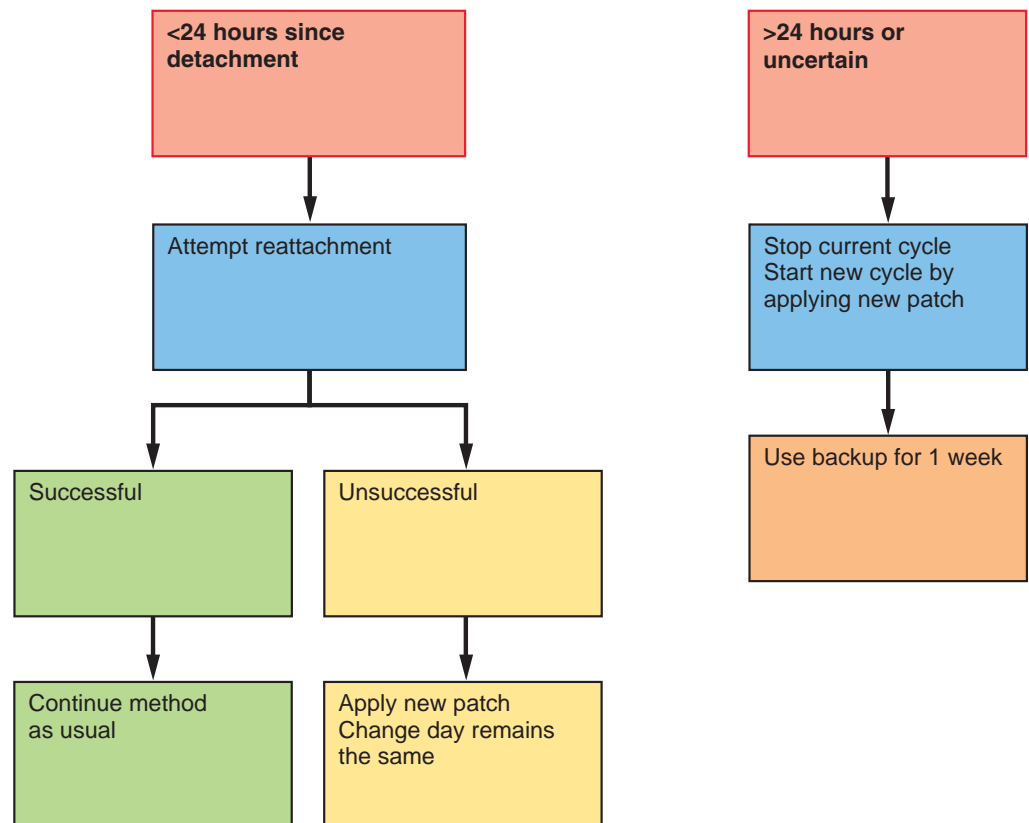 <24 hours since
detachment
Attempt reattachment
Successful
Continue method
as usual
Unsuccessful
Apply new patch
Change day remains
the same
>24 hours or
uncertain
Stop current cycle
Start new cycle by
applying new patch
Use backup for 1 week